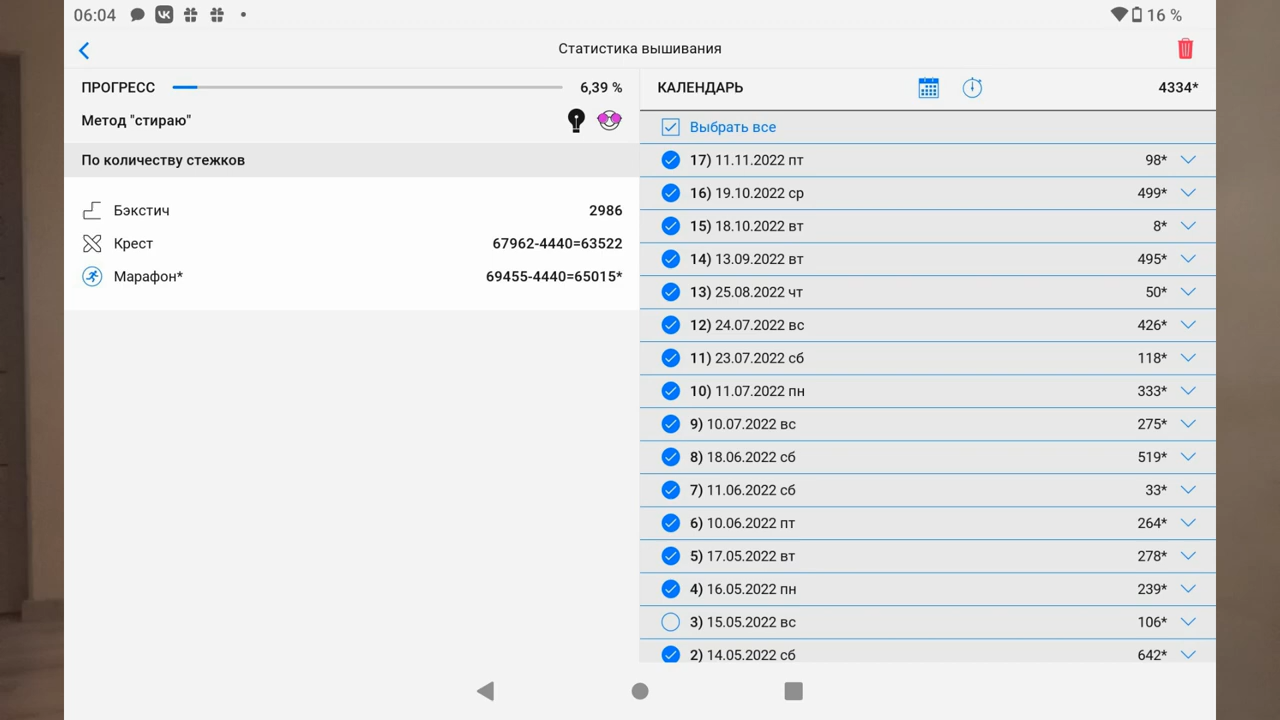 06:04
16 %
Статистика вышивания
ПРОГРЕСС 6,39 %
Метод "стираю"
По количеству стежков
Бэкстич 2986
Крест 67962-4440=63522
Марафон* 69455-4440=65015*
КАЛЕНДАРЬ 4334*
Выбрать все
17) 11.11.2022 пт 98*
16) 19.10.2022 ср 499*
15) 18.10.2022 вт 8*
14) 13.09.2022 вт 495*
13) 25.08.2022 чт 50*
12) 24.07.2022 вс 426*
11) 23.07.2022 сб 118*
10) 11.07.2022 пн 333*
9) 10.07.2022 вс 275*
8) 18.06.2022 сб 519*
7) 11.06.2022 сб 33*
6) 10.06.2022 пт 264*
5) 17.05.2022 вт 278*
4) 16.05.2022 пн 239*
3) 15.05.2022 вс 106*
2) 14.05.2022 сб 642*